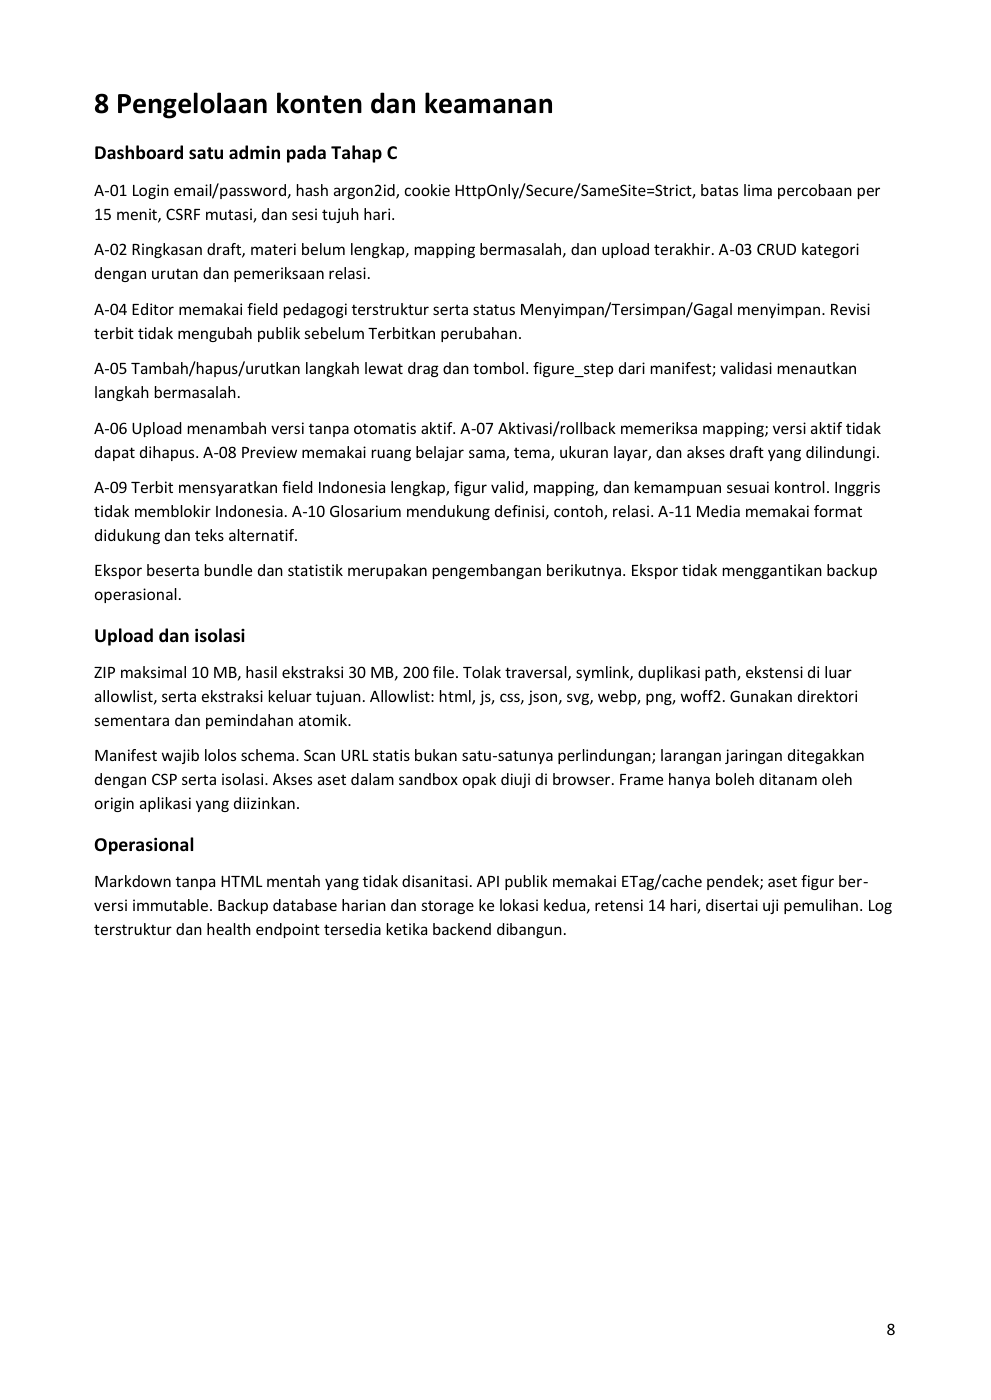 8 Pengelolaan konten dan keamanan
Dashboard satu admin pada Tahap C
A-01 Login email/password, hash argon2id, cookie HttpOnly/Secure/SameSite=Strict, batas lima percobaan per
15 menit, CSRF mutasi, dan sesi tujuh hari.
A-02 Ringkasan draft, materi belum lengkap, mapping bermasalah, dan upload terakhir. A-03 CRUD kategori
dengan urutan dan pemeriksaan relasi.
A-04 Editor memakai field pedagogi terstruktur serta status Menyimpan/Tersimpan/Gagal menyimpan. Revisi
terbit tidak mengubah publik sebelum Terbitkan perubahan.
A-05 Tambah/hapus/urutkan langkah lewat drag dan tombol. figure_step dari manifest; validasi menautkan
langkah bermasalah.
A-06 Upload menambah versi tanpa otomatis aktif. A-07 Aktivasi/rollback memeriksa mapping; versi aktif tidak
dapat dihapus. A-08 Preview memakai ruang belajar sama, tema, ukuran layar, dan akses draft yang dilindungi.
A-09 Terbit mensyaratkan field Indonesia lengkap, figur valid, mapping, dan kemampuan sesuai kontrol. Inggris
tidak memblokir Indonesia. A-10 Glosarium mendukung definisi, contoh, relasi. A-11 Media memakai format
didukung dan teks alternatif.
Ekspor beserta bundle dan statistik merupakan pengembangan berikutnya. Ekspor tidak menggantikan backup
operasional.
Upload dan isolasi
ZIP maksimal 10 MB, hasil ekstraksi 30 MB, 200 file. Tolak traversal, symlink, duplikasi path, ekstensi di luar
allowlist, serta ekstraksi keluar tujuan. Allowlist: html, js, css, json, svg, webp, png, woff2. Gunakan direktori
sementara dan pemindahan atomik.
Manifest wajib lolos schema. Scan URL statis bukan satu-satunya perlindungan; larangan jaringan ditegakkan
dengan CSP serta isolasi. Akses aset dalam sandbox opak diuji di browser. Frame hanya boleh ditanam oleh
origin aplikasi yang diizinkan.
Operasional
Markdown tanpa HTML mentah yang tidak disanitasi. API publik memakai ETag/cache pendek; aset figur ber-
versi immutable. Backup database harian dan storage ke lokasi kedua, retensi 14 hari, disertai uji pemulihan. Log
terstruktur dan health endpoint tersedia ketika backend dibangun.
8